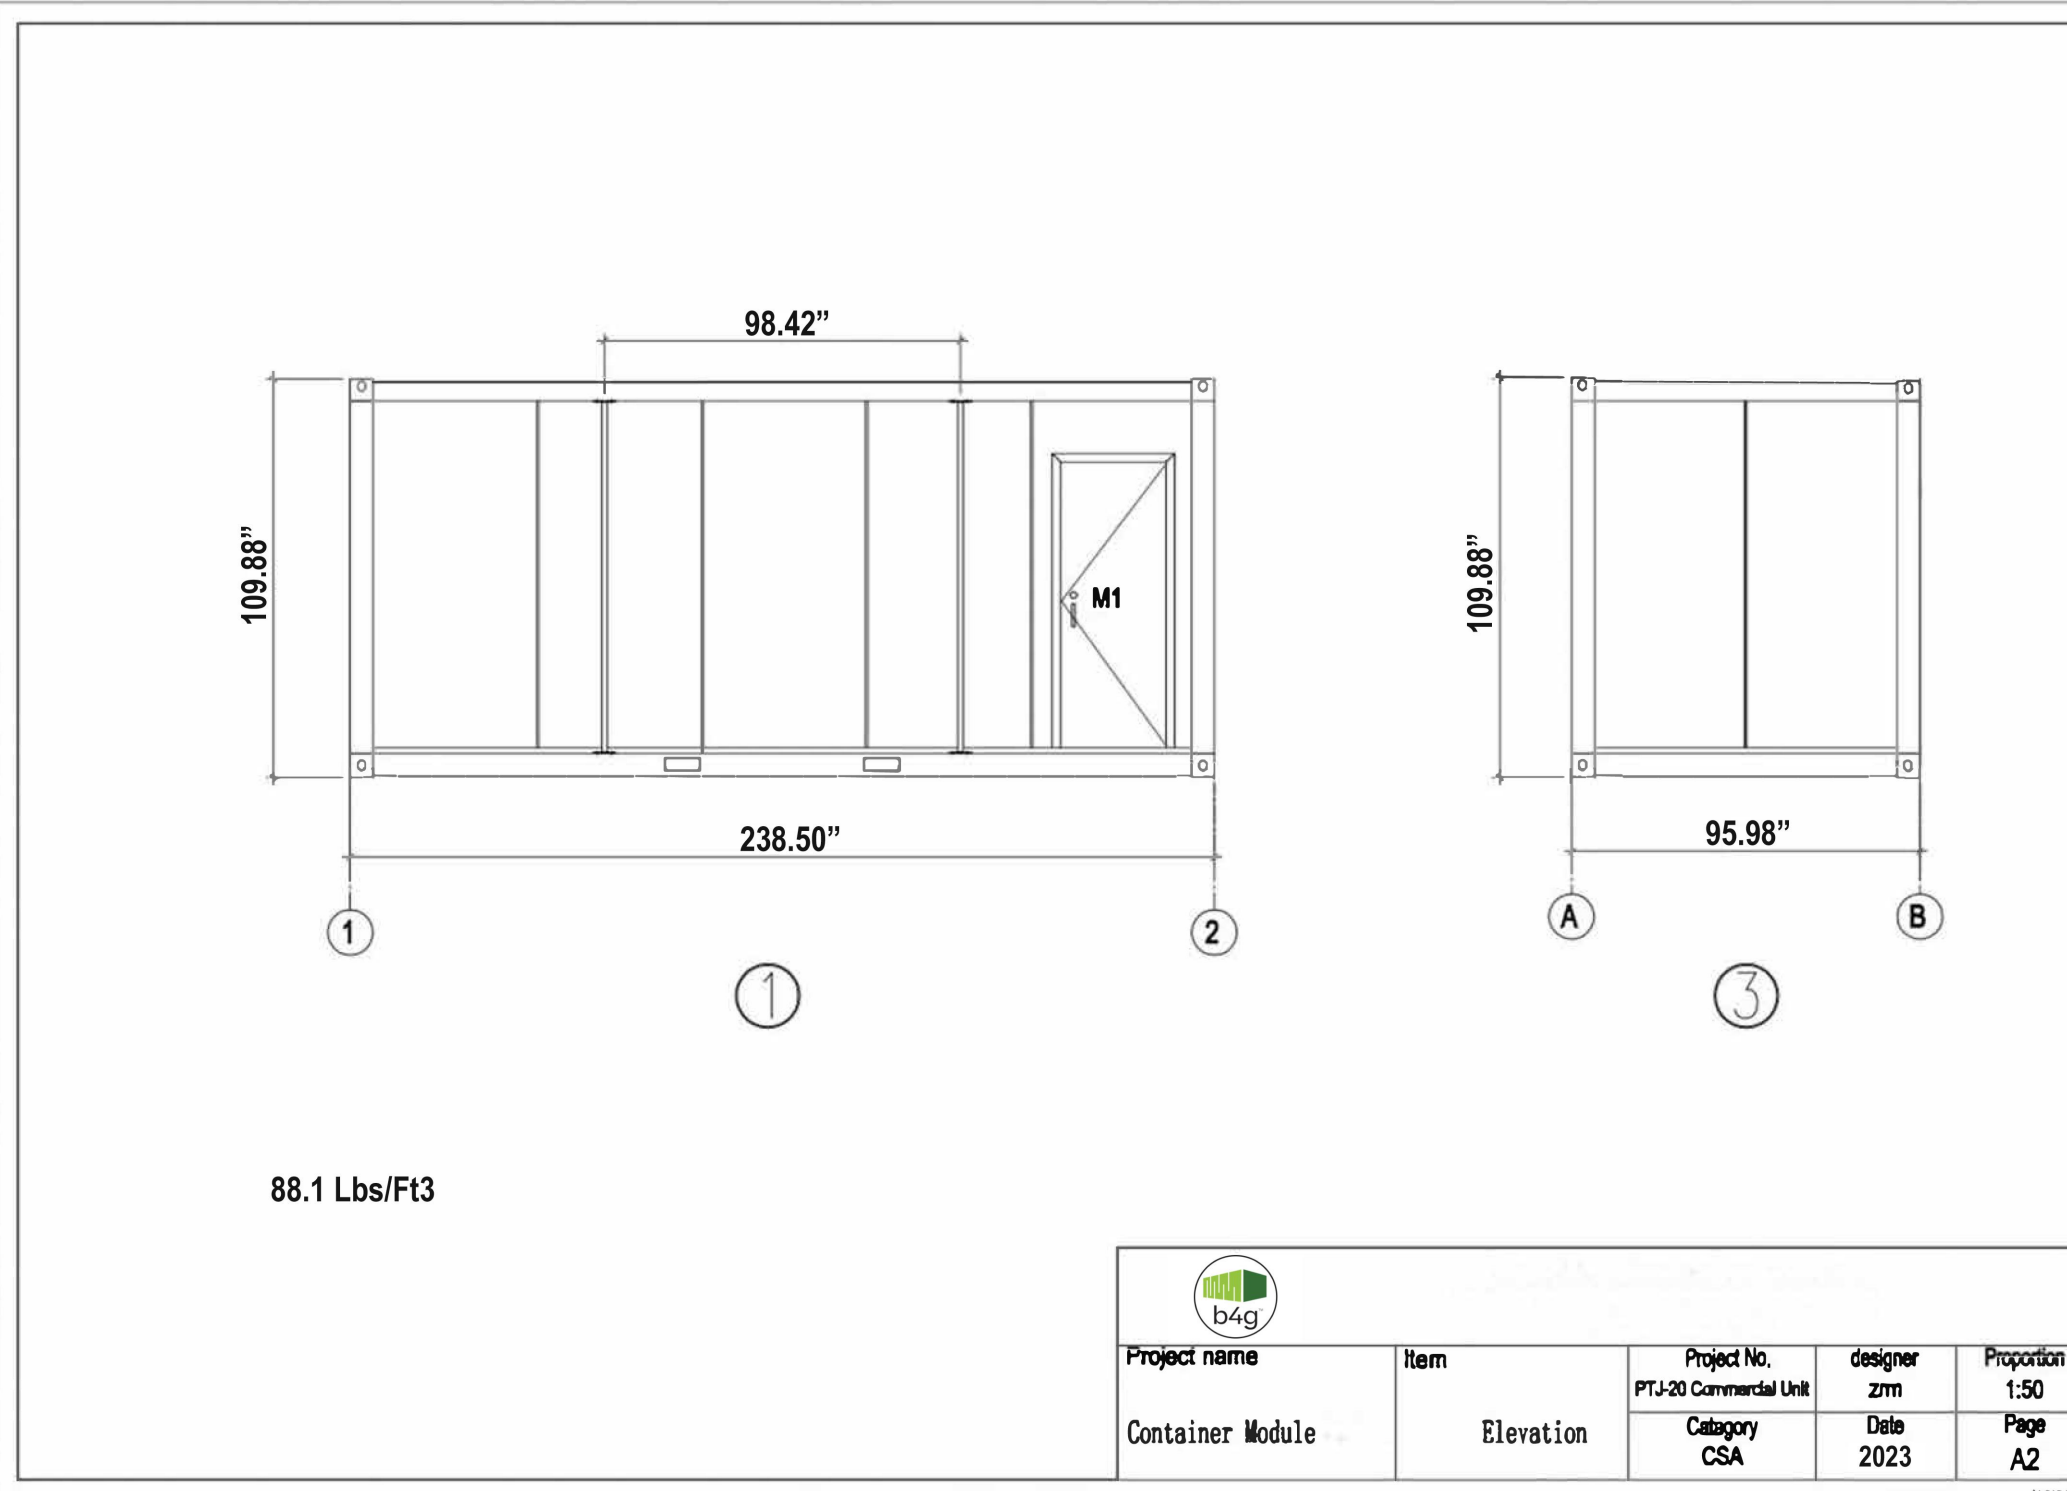 98.42”
109.88”
M1
238.50”
1
2
1
109.88”
95.98”
A
B
3
88.1 Lbs/Ft3
b4g
Project name
Container Module
Item
Elevation
Project No.
PTJ-20 Commercial Unit
designer
zm
Proportion
1:50
Catagory
CSA
Date
2023
Page
A2